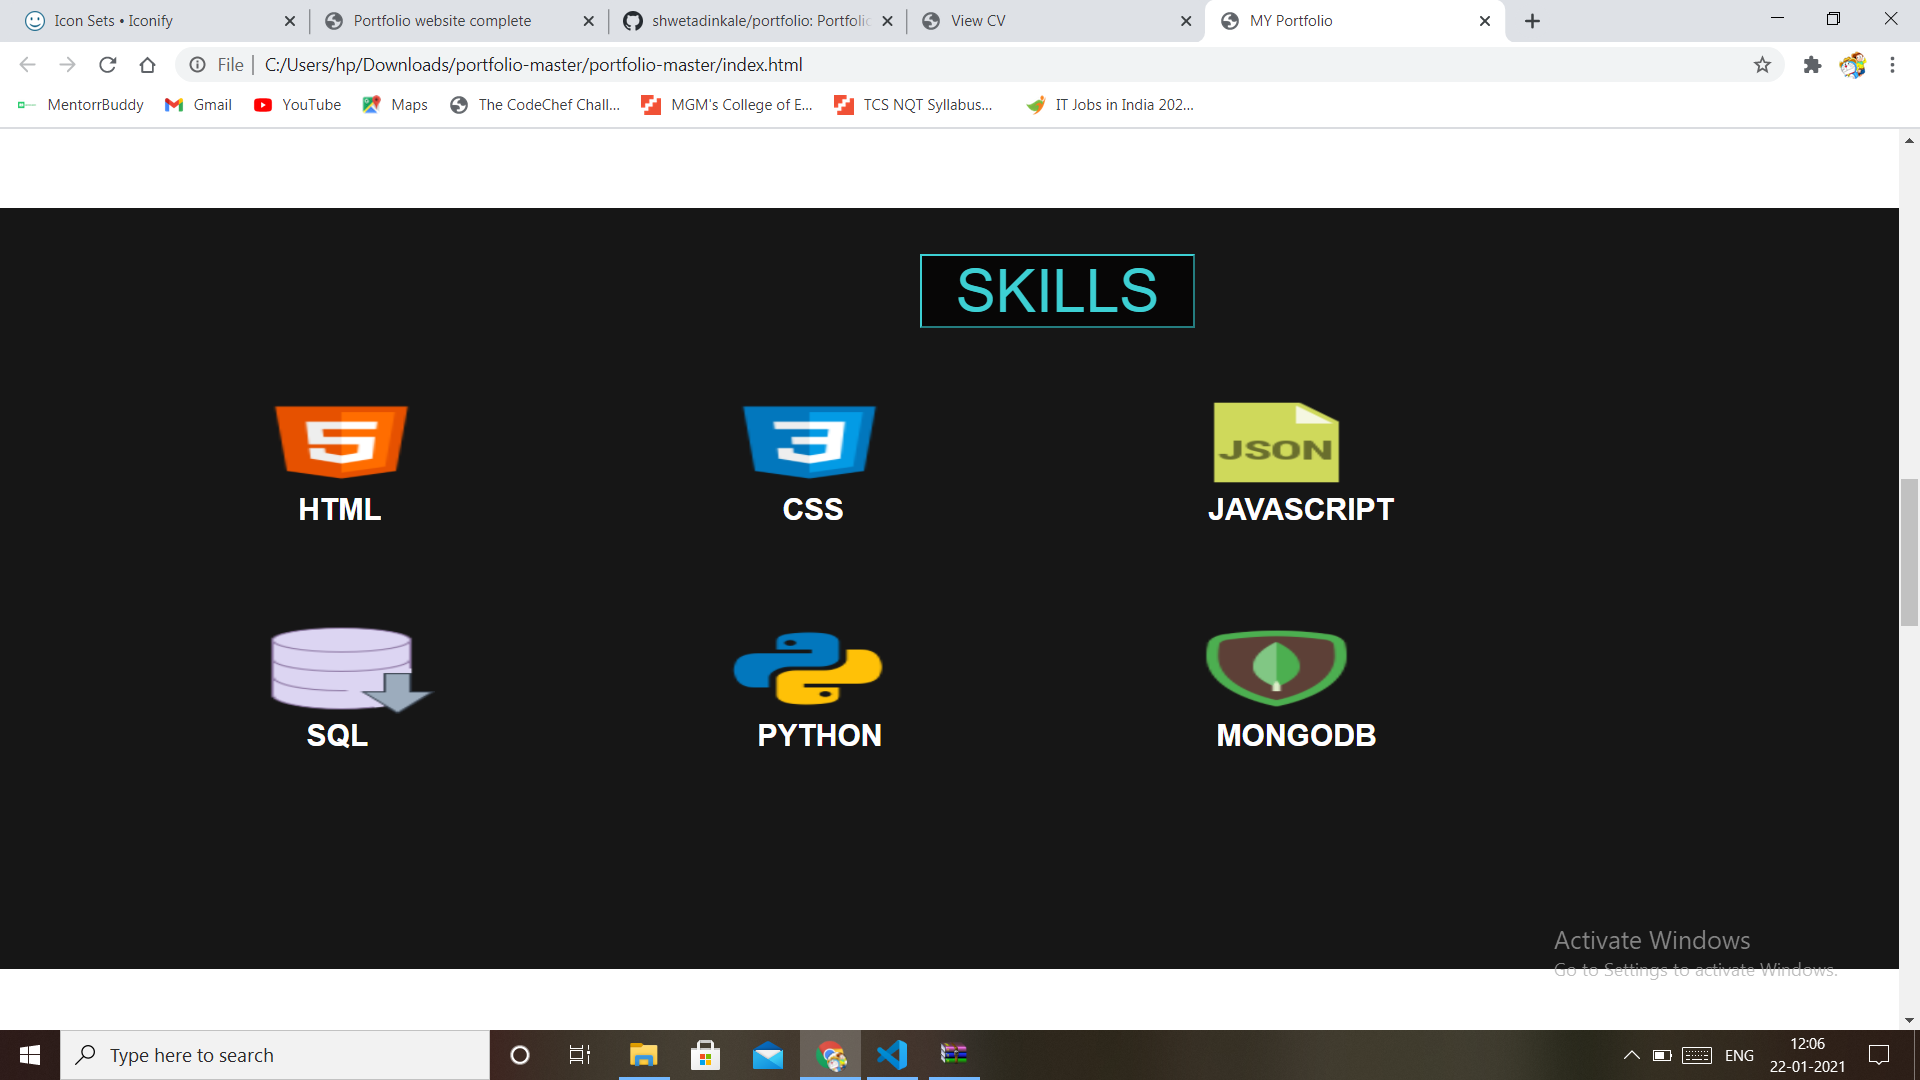 Icon Sets • Iconify
Portfolio website complete
shwetadinkale/portfolio: Portfolio
View CV
MY Portfolio
File C:/Users/hp/Downloads/portfolio-master/portfolio-master/index.html
MentorrBuddy Gmail YouTube Maps The CodeChef Chall... MGM's College of E... TCS NQT Syllabus... IT Jobs in India 202...
SKILLS
5 3 JSON
HTML CSS JAVASCRIPT
SQL PYTHON MONGODB
Activate Windows
Go to Settings to activate Windows.
Type here to search
ENG
12:06
22-01-2021